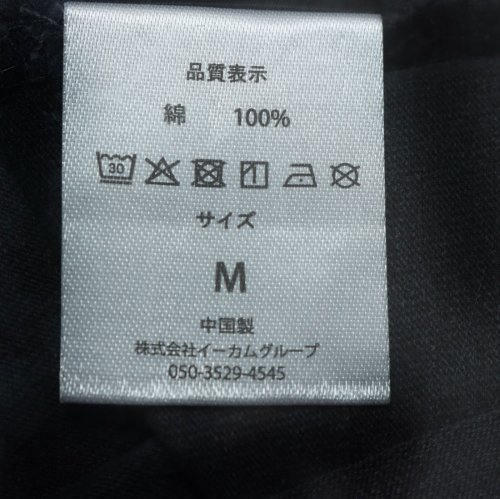 品質表示
綿 100%
30
サイズ
M
中国製
株式会社イーカムグループ
050-3529-4545